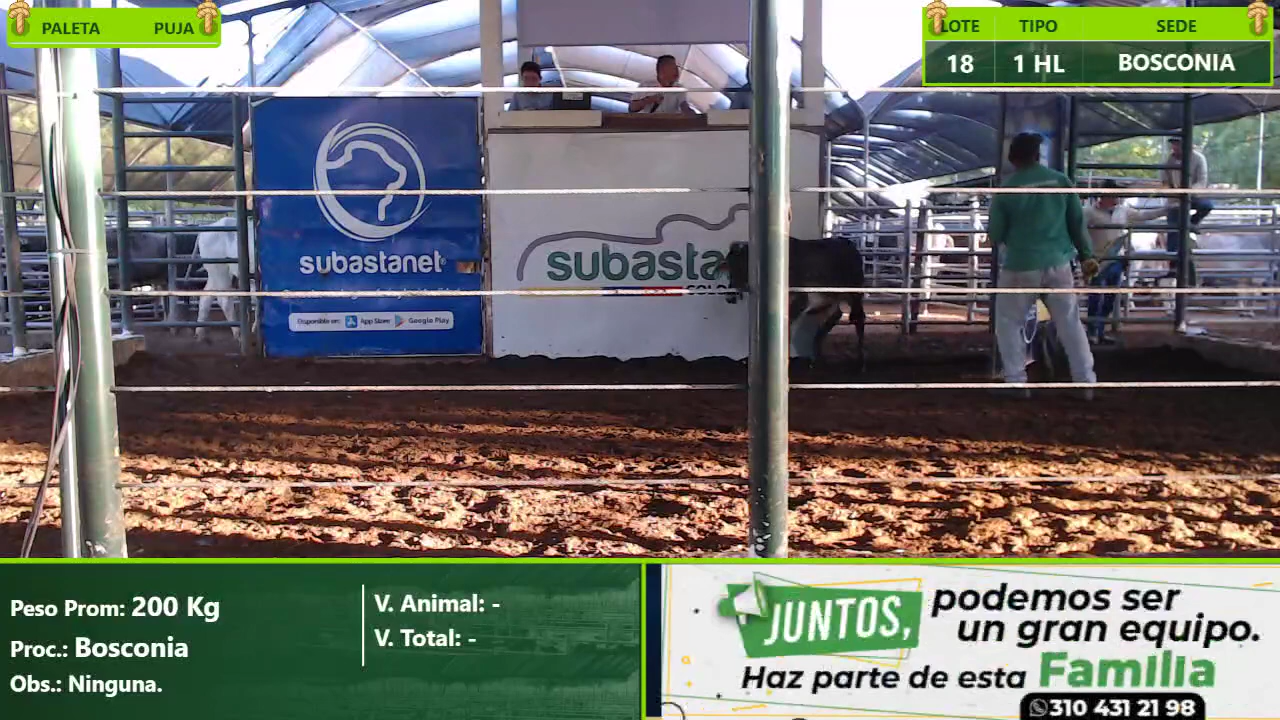 PALETA PUJA
LOTE TIPO SEDE
18 1 HL BOSCONIA
subastanet
subasta
COLO
Disponible en: App Store Google Play
Peso Prom: 200 Kg
Proc.: Bosconia
Obs.: Ninguna.
V. Animal: -
V. Total: -
JUNTOS, podemos ser
un gran equipo.
Haz parte de esta Familia
310 431 21 98